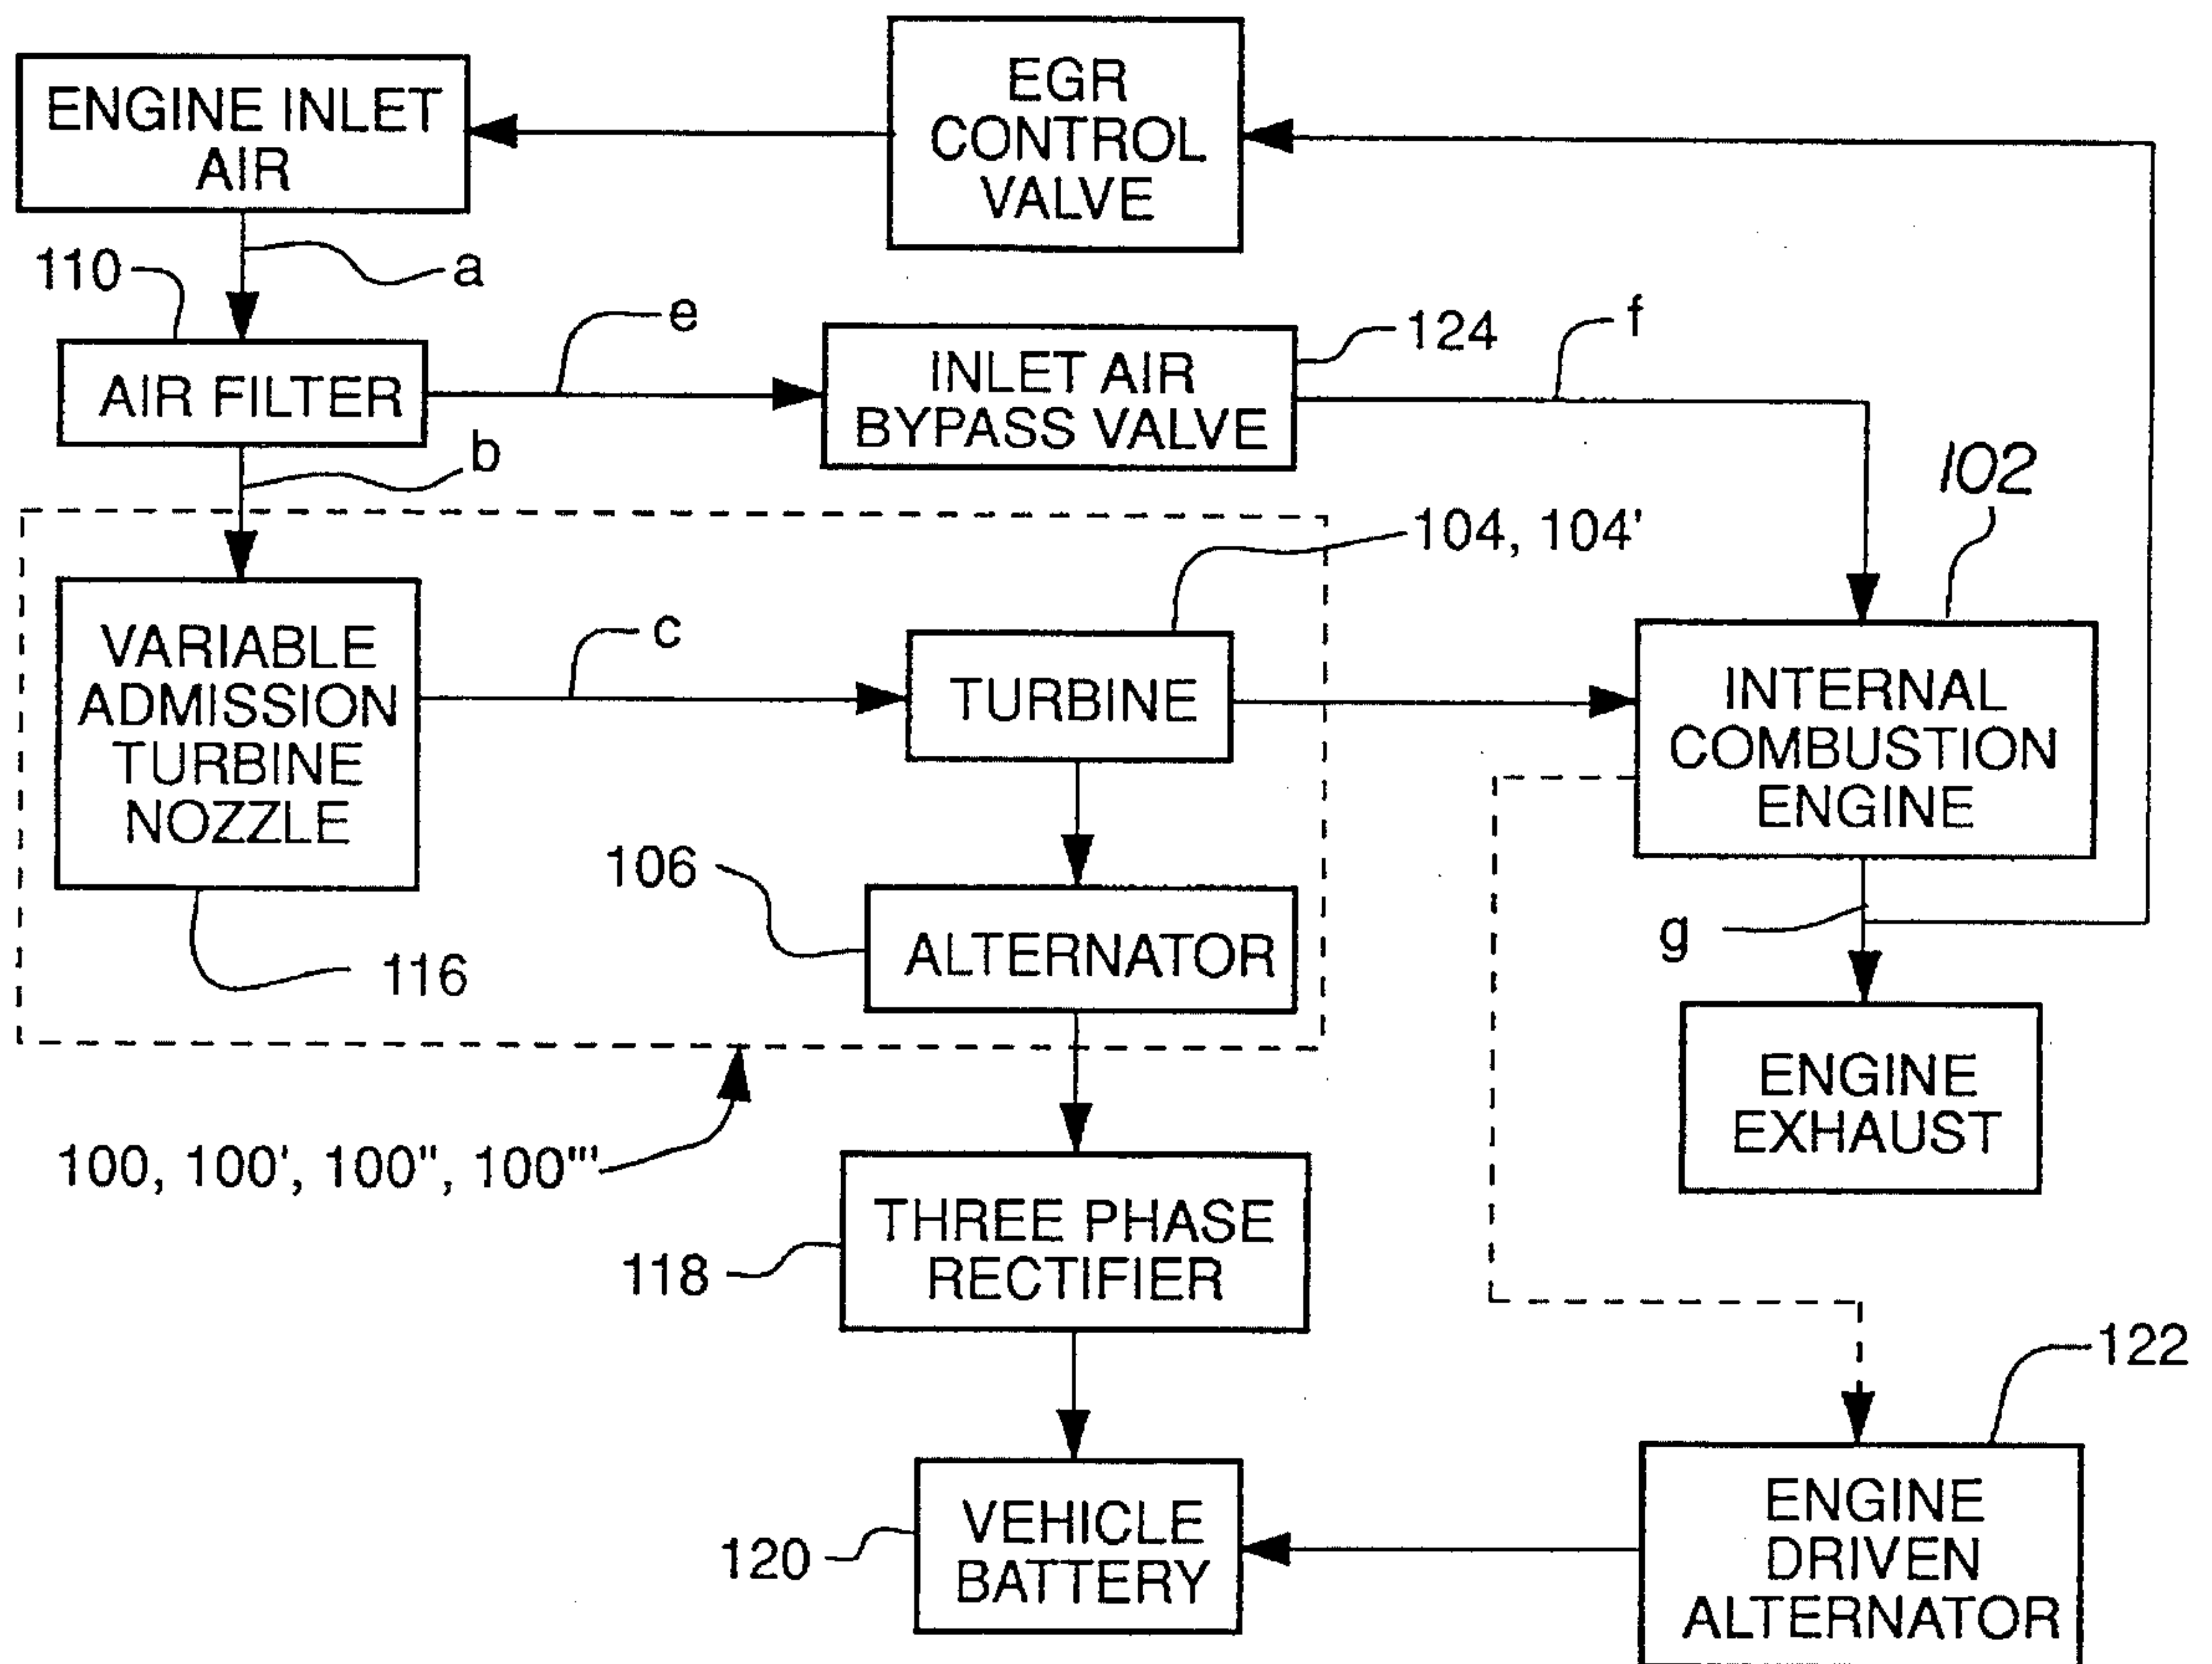 EGR
CONTROL
VALVE
ENGINE INLET
AIR
110
a
e
124
f
AIR FILTER
INLET AIR
BYPASS VALVE
b
102
104, 104'
VARIABLE
ADMISSION
TURBINE
NOZZLE
c
TURBINE
INTERNAL
COMBUSTION
ENGINE
106
116
ALTERNATOR
g
ENGINE
EXHAUST
100, 100', 100", 100"'
THREE PHASE
RECTIFIER
118
122
VEHICLE
BATTERY
120
ENGINE
DRIVEN
ALTERNATOR